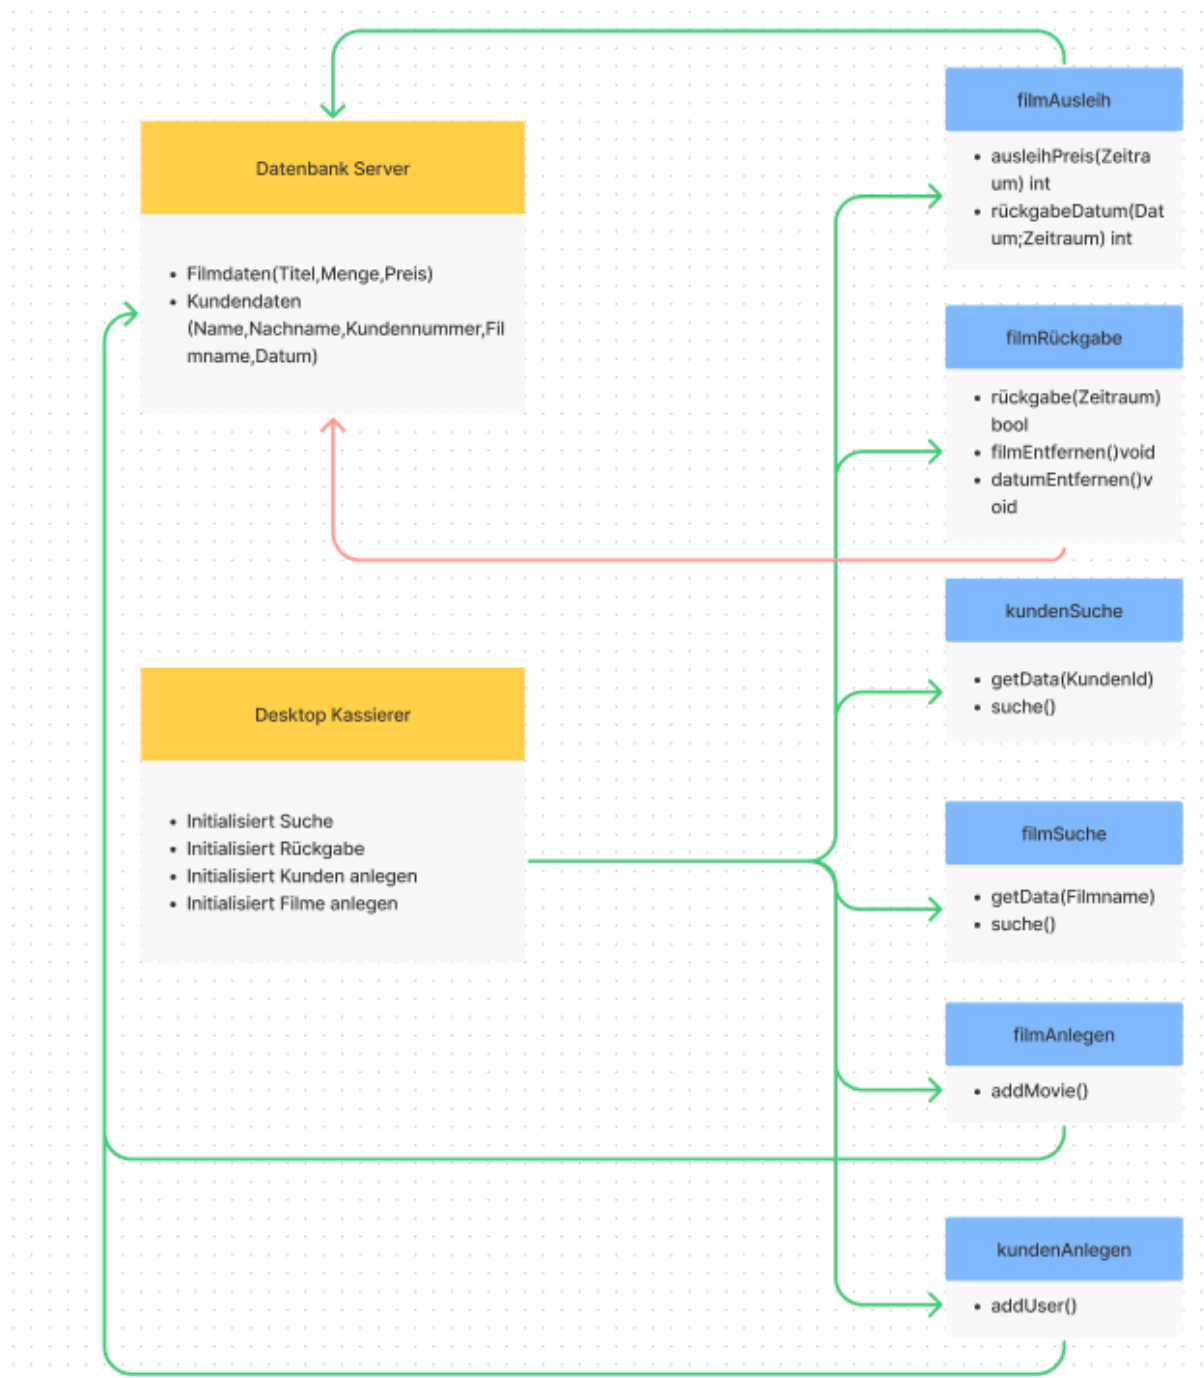 Datenbank Server
• Filmdaten(Titel,Menge,Preis)
• Kundendaten
(Name,Nachname,Kundennummer,Fil
mname,Datum)
Desktop Kassierer
• Initialisiert Suche
• Initialisiert Rückgabe
• Initialisiert Kunden anlegen
• Initialisiert Filme anlegen
filmAusleih
• ausleihPreis(Zeitra
um) int
• rückgabeDatum(Dat
um;Zeitraum) int
filmRückgabe
• rückgabe(Zeitraum)
bool
• filmEntfernen()void
• datumEntfernen()v
oid
kundenSuche
• getData(KundenId)
• suche()
filmSuche
• getData(Filmname)
• suche()
filmAnlegen
• addMovie()
kundenAnlegen
• addUser()